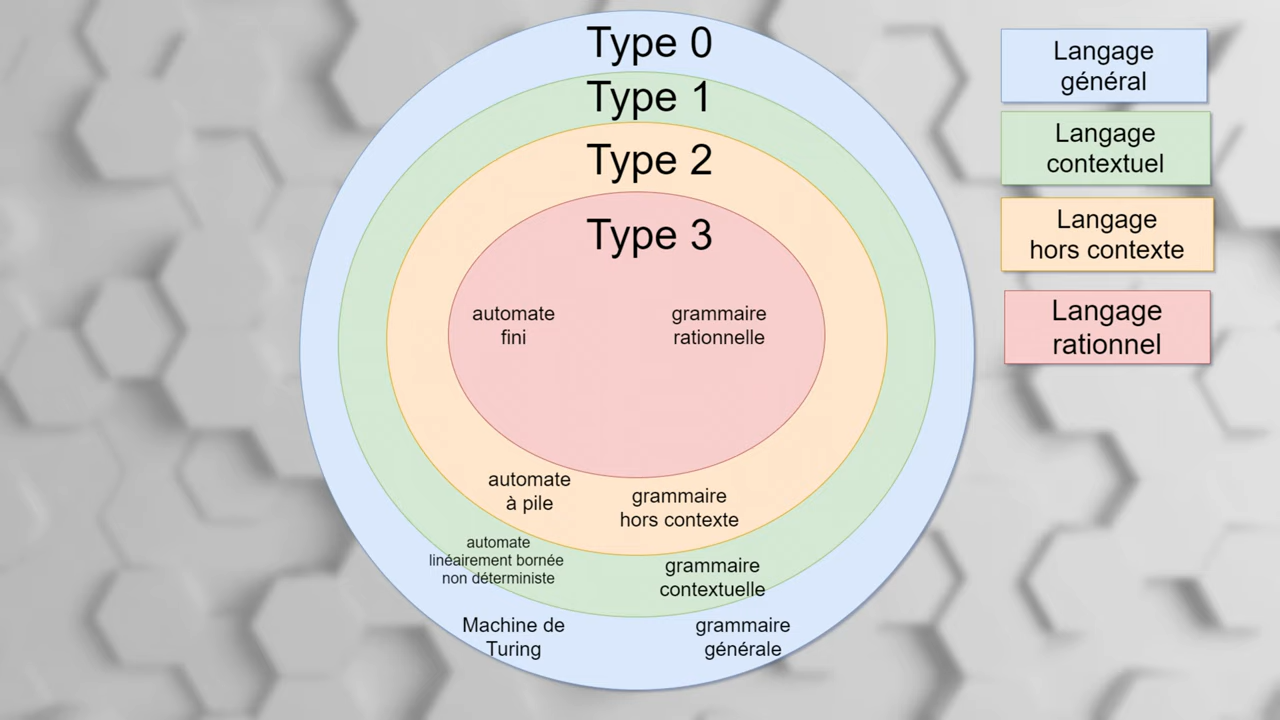 Type 0
Type 1
Type 2
Type 3
automate
fini
grammaire
rationnelle
automate
à pile
grammaire
hors contexte
automate
linéairement bornée
non déterministe
grammaire
contextuelle
Machine de
Turing
grammaire
générale
Langage
général
Langage
contextuel
Langage
hors contexte
Langage
rationnel